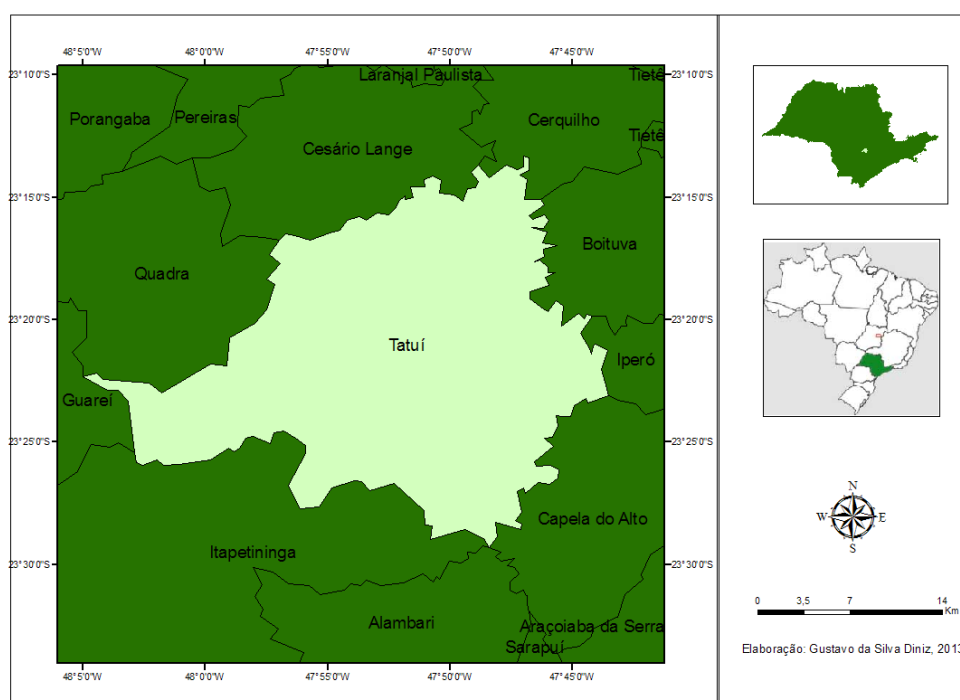 48°5'0"W 48°0'0"W 47°55'0"W 47°50'0"W 47°45'0"W
23°10'0"S 23°10'0"S
Laranjal Paulista Tietê
Porangaba Pereiras Cerquilho
Tietê
Cesário Lange
23°15'0"S 23°15'0"S
Boituva
Quadra
23°20'0"S 23°20'0"S
Tatuí
Iperó
Guareí
23°25'0"S 23°25'0"S
Capela do Alto
Itapetininga
23°30'0"S 23°30'0"S
Alambari
Araçoiaba da Serra
Sarapuí
48°5'0"W 48°0'0"W 47°55'0"W 47°50'0"W 47°45'0"W
N
W E
S
0 3,5 7 14
Km
Elaboração: Gustavo da Silva Diniz, 2013